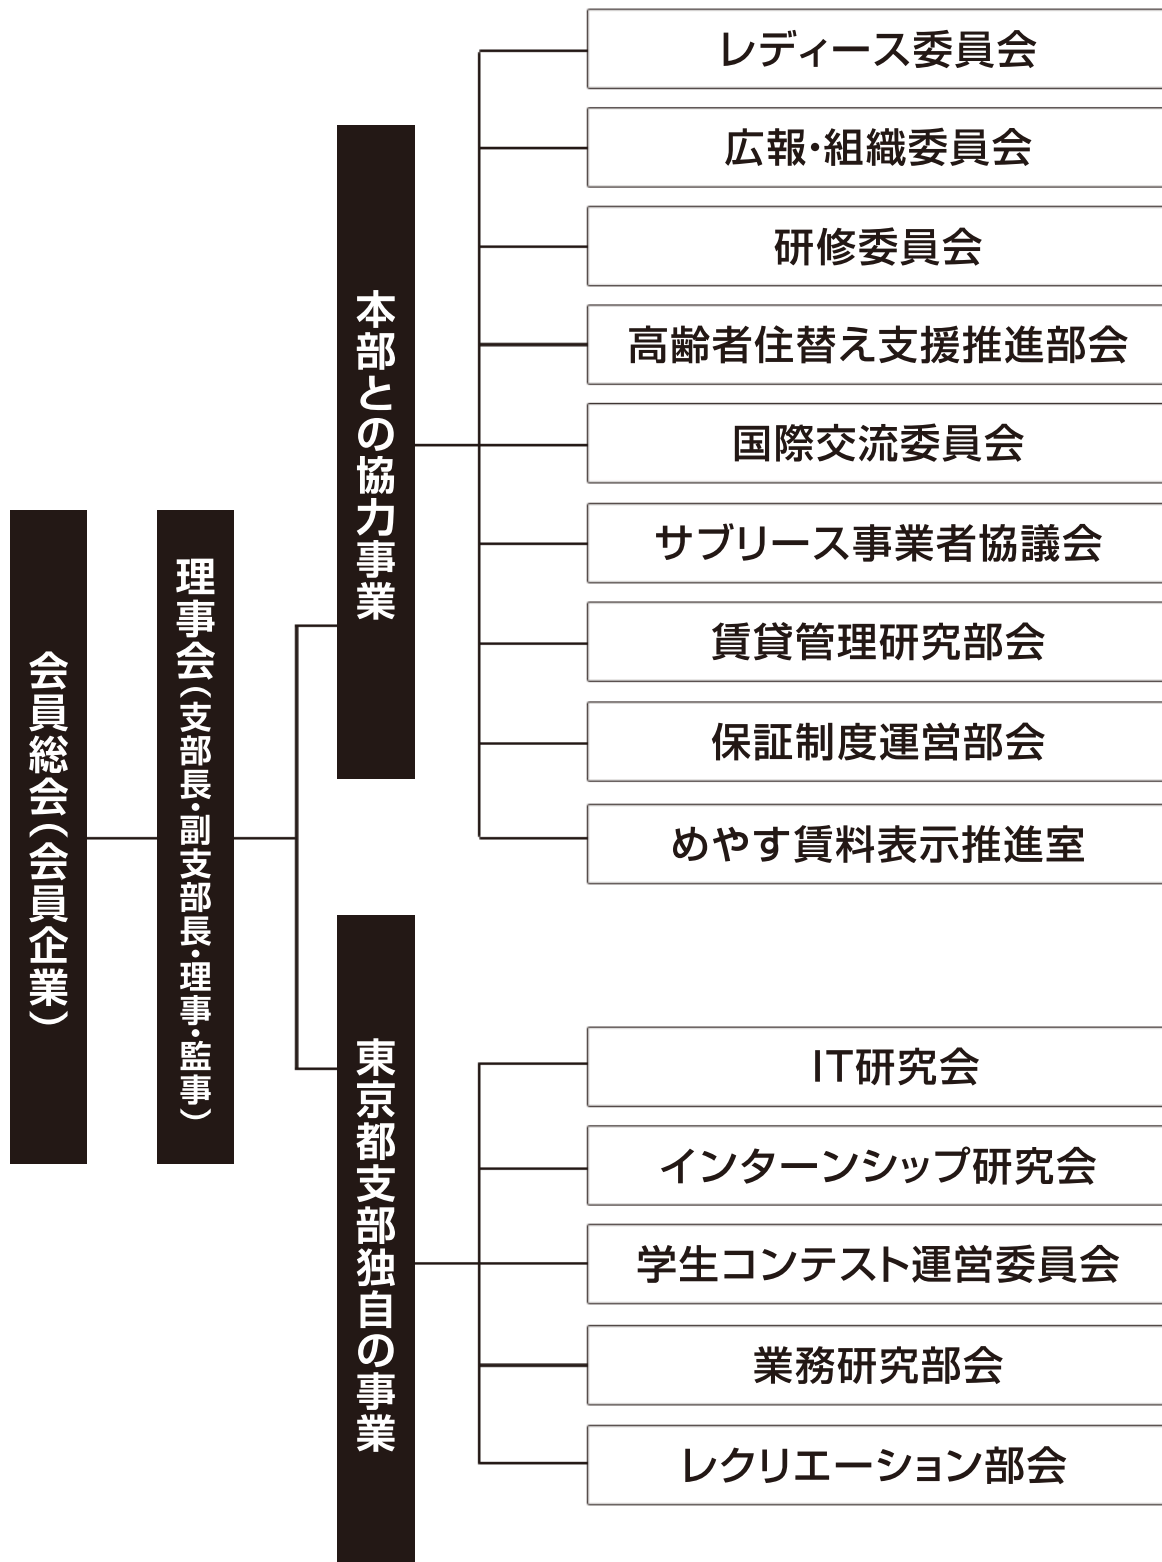 会員総会(会員企業)
理事会(支部長・副支部長・理事・監事)
本部との協力事業
レディース委員会
広報・組織委員会
研修委員会
高齢者住替え支援推進部会
国際交流委員会
サブリース事業者協議会
賃貸管理研究部会
保証制度運営部会
めやす賃料表示推進室
東京都支部独自の事業
IT研究会
インターンシップ研究会
学生コンテスト運営委員会
業務研究部会
レクリエーション部会